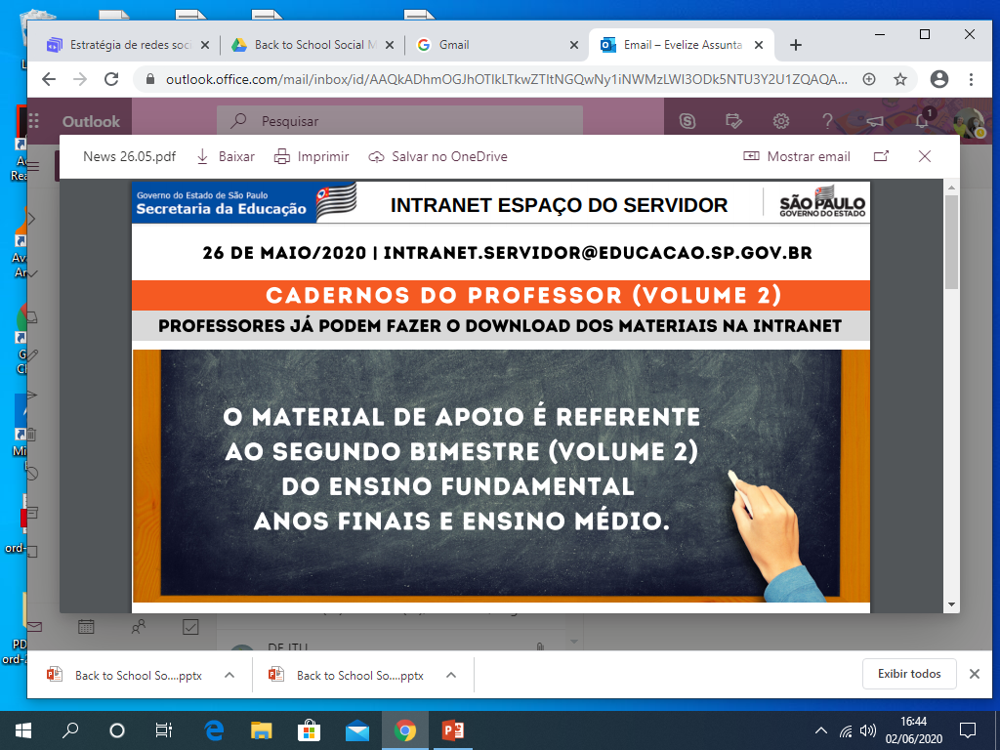 Estratégia de redes soci
Back to School Social M
Gmail
Email – Evelize Assunta
outlook.office.com/mail/inbox/id/AAQkADhmOGJhOTlkLTkwZTItNGQwNy1iNWMzLWI3ODk5NTU3Y2U1ZQAQA...
Outlook
Pesquisar
1
News 26.05.pdf
Baixar
Imprimir
Salvar no OneDrive
Mostrar email
Governo do Estado de São Paulo
Secretaria da Educação
INTRANET ESPAÇO DO SERVIDOR
SÃO PAULO
GOVERNO DO ESTADO
26 DE MAIO/2020 | INTRANET.SERVIDOR@EDUCACAO.SP.GOV.BR
CADERNOS DO PROFESSOR (VOLUME 2)
PROFESSORES JÁ PODEM FAZER O DOWNLOAD DOS MATERIAIS NA INTRANET
O MATERIAL DE APOIO É REFERENTE
AO SEGUNDO BIMESTRE (VOLUME 2)
DO ENSINO FUNDAMENTAL
ANOS FINAIS E ENSINO MÉDIO.
DE ITU
Back to School So....pptx
Back to School So....pptx
Exibir todos
16:44
02/06/2020